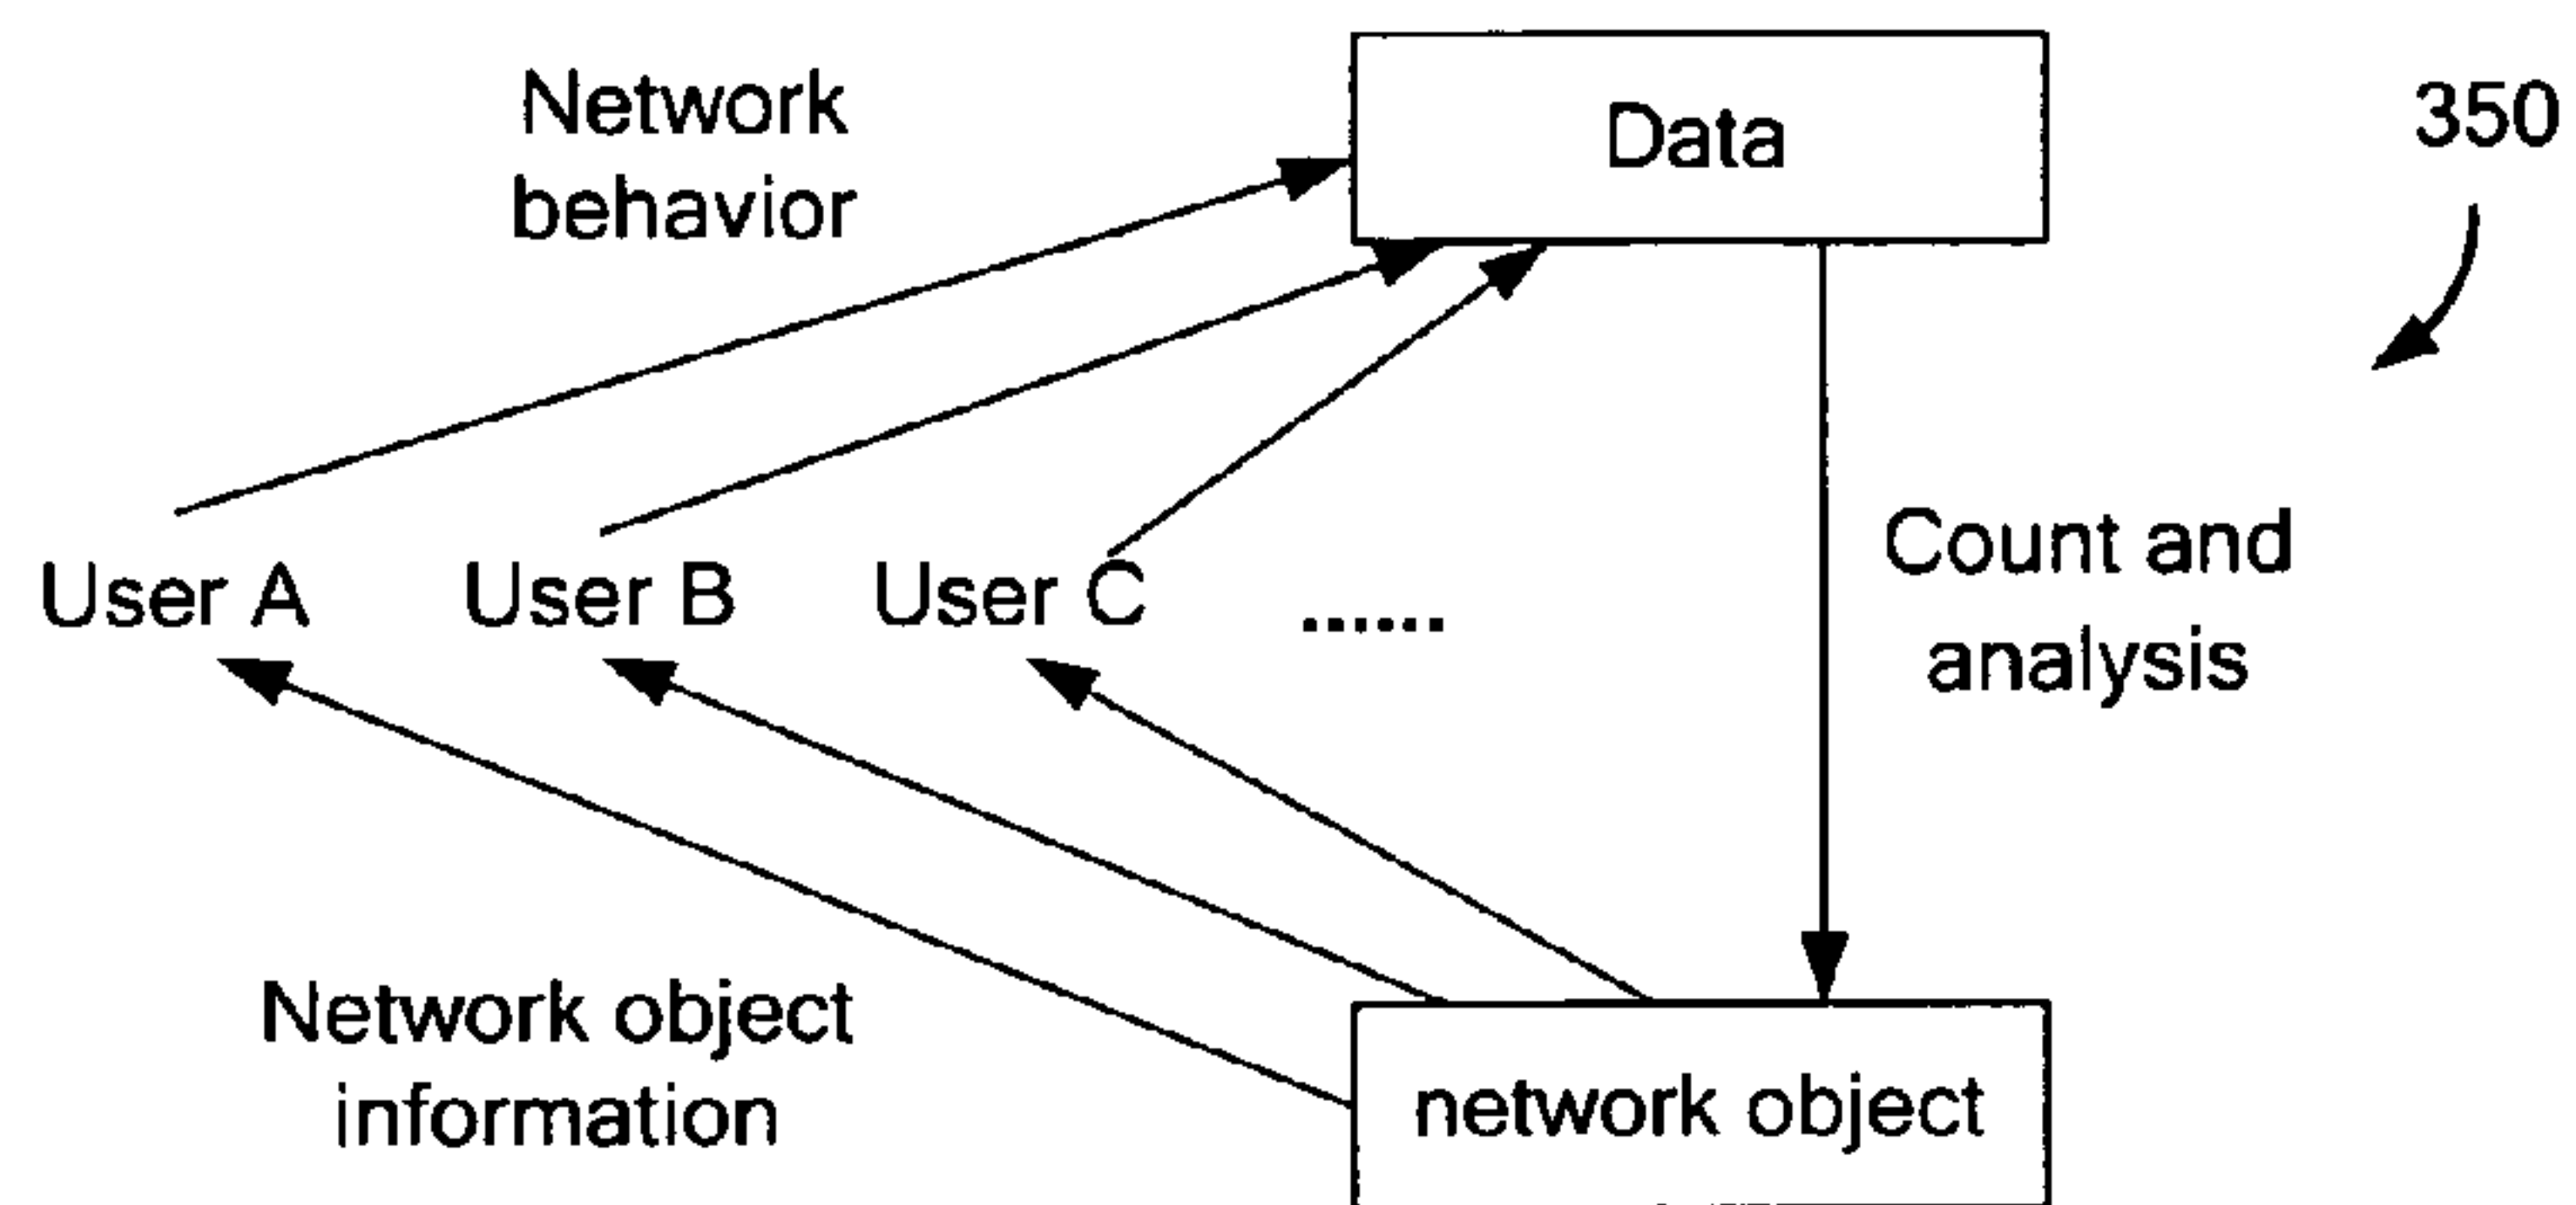 Network
behavior
Data
350
User A
User B
User C
......
Count and
analysis
Network object
information
network object